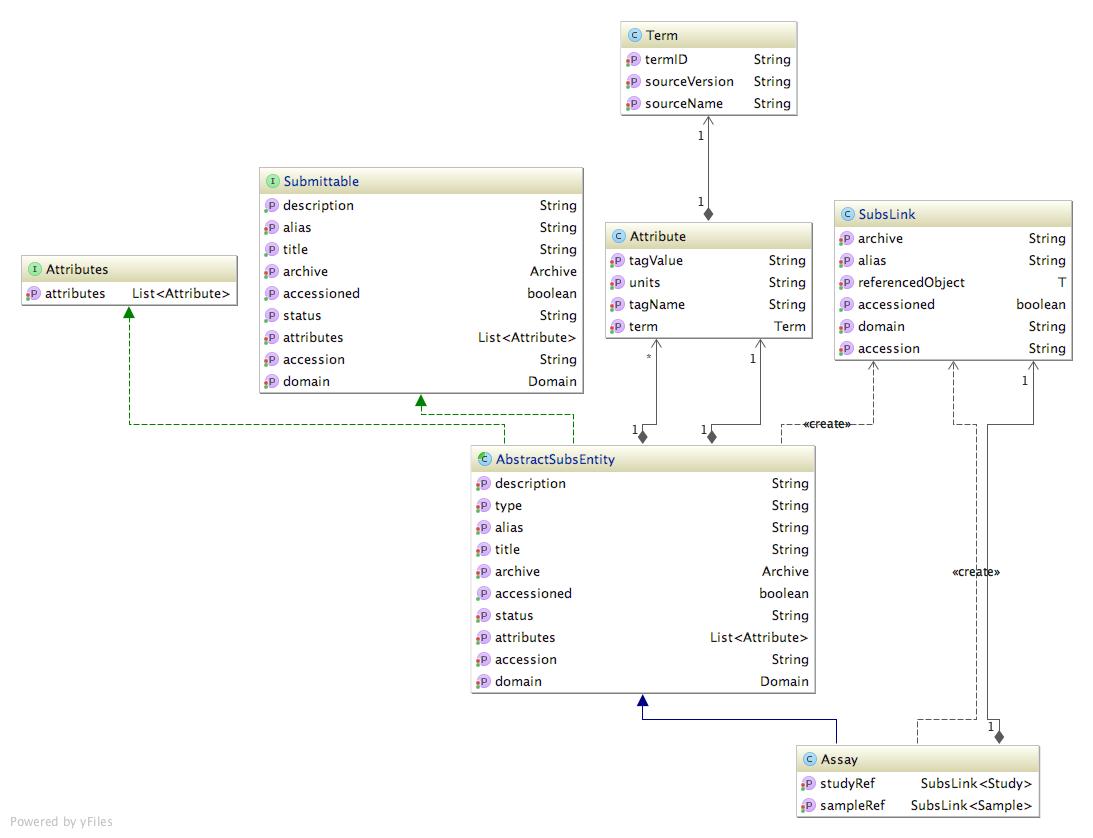 C Term
P termID String
P sourceVersion String
P sourceName String
1
1
I Submittable
P description String
P alias String
P title String
P archive Archive
P accessioned boolean
P status String
P attributes List<Attribute>
P accession String
P domain Domain
C SubsLink
P archive String
P alias String
P referencedObject T
P accessioned boolean
P domain String
P accession String
C Attribute
P tagValue String
P units String
P tagName String
P term Term
I Attributes
P attributes List<Attribute>
* 1 1
1 1 «create»
C AbstractSubsEntity
P description String
P type String
P alias String
P title String
P archive Archive
P accessioned boolean
P status String
P attributes List<Attribute>
P accession String
P domain Domain
«create»
1
C Assay
P studyRef SubsLink<Study>
P sampleRef SubsLink<Sample>
Powered by yFiles